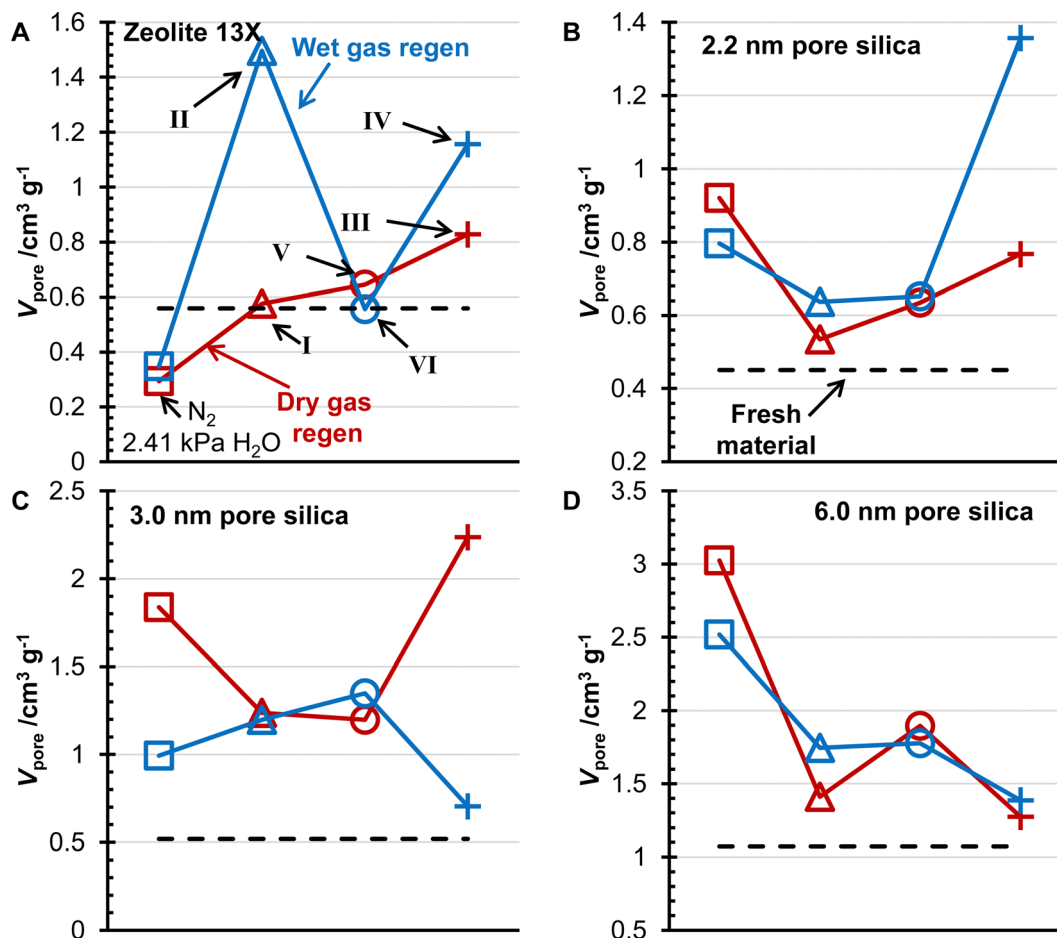 A
Zeolite 13X
Wet gas regen
II
IV
III
V
I
VI
N2
2.41 kPa H2O
Dry gas regen
Vpore /cm3 g-1
1.6
1.4
1.2
1
0.8
0.6
0.4
0.2
0
B
2.2 nm pore silica
Fresh material
Vpore /cm3 g-1
1.4
1.2
1
0.8
0.6
0.4
0.2
C
3.0 nm pore silica
Vpore /cm3 g-1
2.5
2
1.5
1
0.5
0
D
6.0 nm pore silica
Vpore /cm3 g-1
3.5
3
2.5
2
1.5
1
0.5